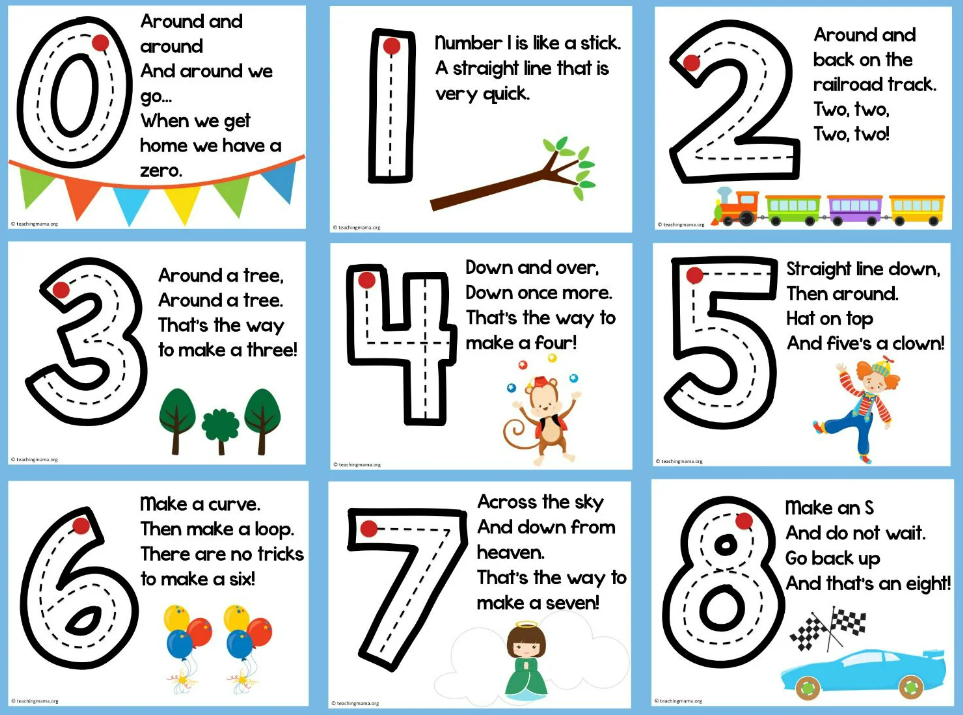 0
Around and
around
And around we
go...
When we get
home we have a
zero.
© teachingmama.org
1
Number 1 is like a stick.
A straight line that is
very quick.
© teachingmama.org
2
Around and
back on the
railroad track.
Two, two,
Two, two!
© teachingmama.org
3
Around a tree,
Around a tree.
That's the way
to make a three!
© teachingmama.org
4
Down and over,
Down once more.
That's the way to
make a four!
© teachingmama.org
5
Straight line down,
Then around.
Hat on top
And five's a clown!
© teachingmama.org
6
Make a curve.
Then make a loop.
There are no tricks
to make a six!
© teachingmama.org
7
Across the sky
And down from
heaven.
That's the way to
make a seven!
© teachingmama.org
8
Make an S
And do not wait.
Go back up
And that's an eight!
© teachingmama.org